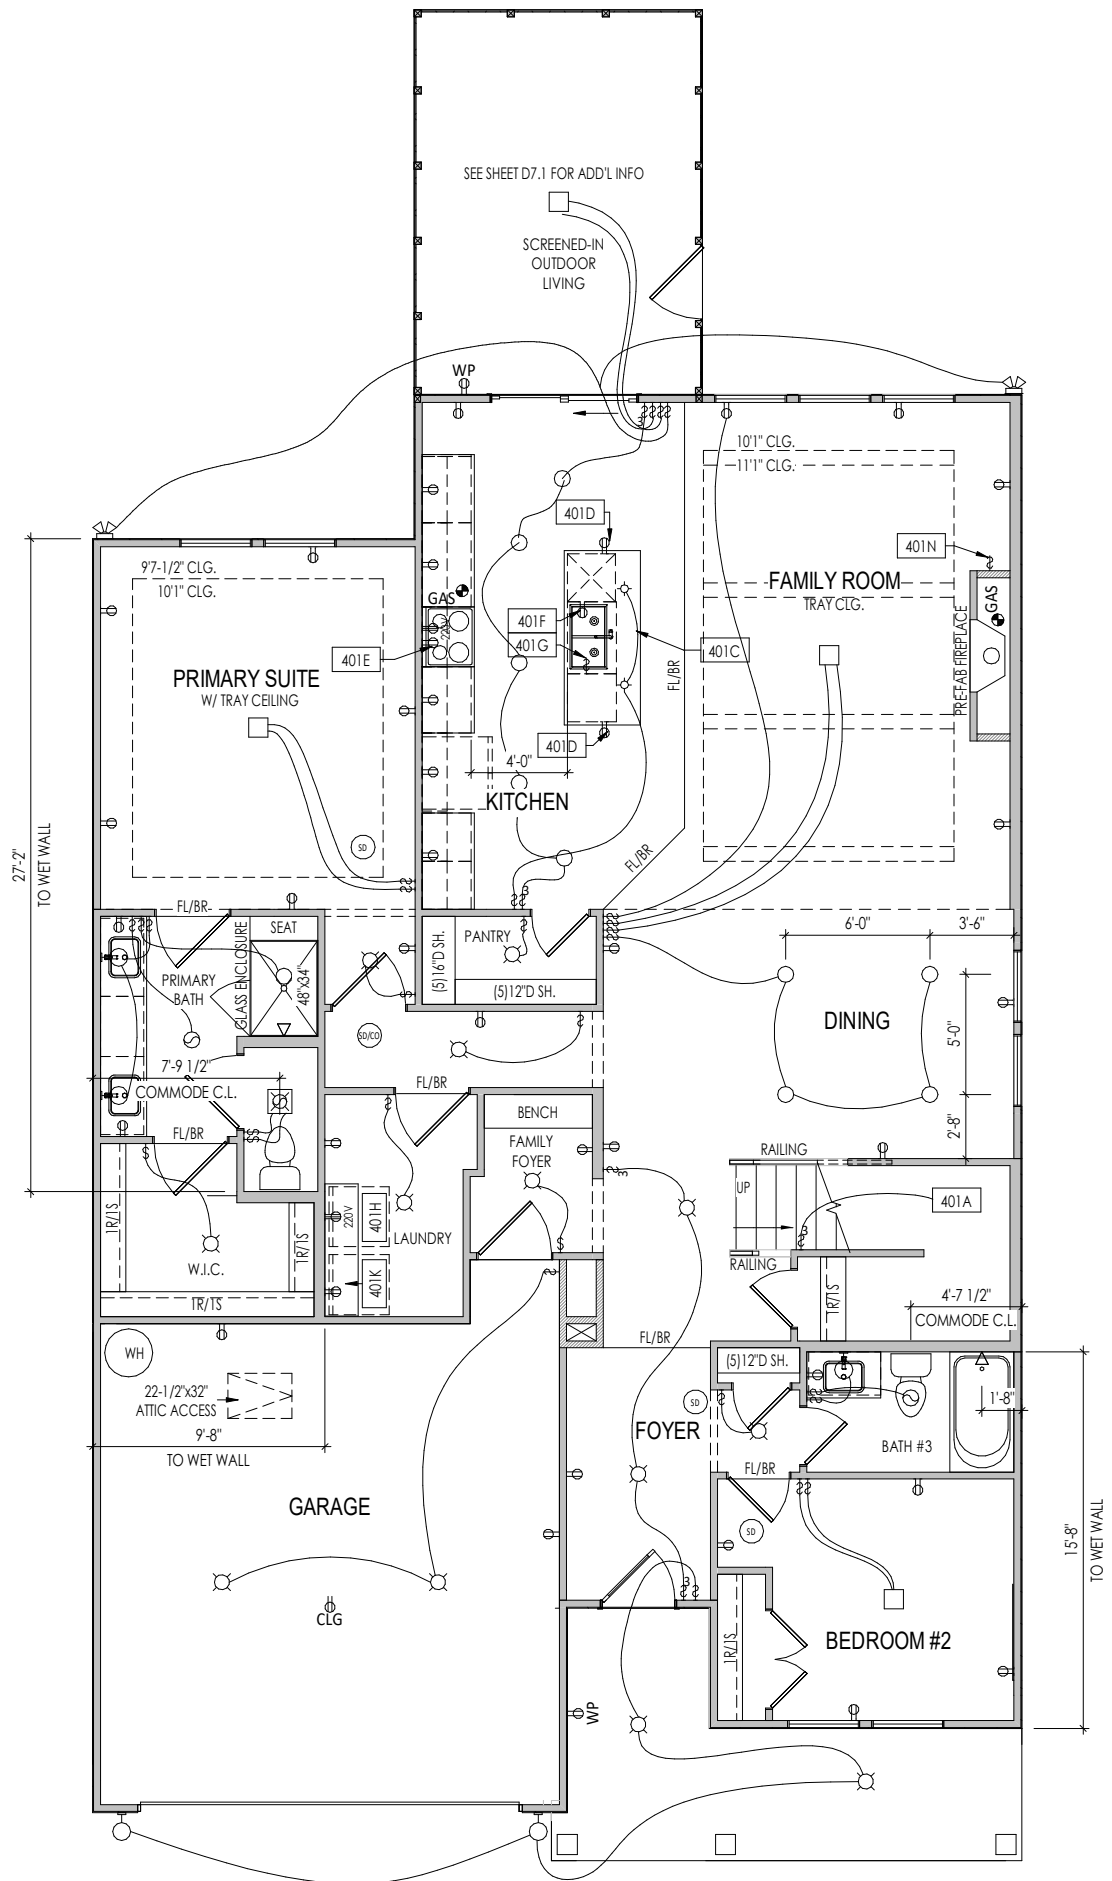 SEE SHEET D7.1 FOR ADD'L INFO
SCREENED-IN
OUTDOOR
LIVING
WP
3
10'1" CLG.
11'1" CLG.
401D
401N
9'7-1/2" CLG.
10'1" CLG.
GAS
FAMILY ROOM
TRAY CLG.
GAS
401F
220V
401G
401E
401C
FL/BR
PRE-FAB FIREPLACE
PRIMARY SUITE
W/ TRAY CEILING
401D
4'-0"
KITCHEN
SD
FL/BR
27'-2"
TO WET WALL
3
FL/BR
SEAT
PANTRY
(5)16"D SH.
(5)12"D SH.
6'-0"
3'-6"
GLASS ENCLOSURE
48"x34"
PRIMARY
BATH
DINING
SD/CO
5'-0"
7'-9 1/2"
COMMODE C.L.
FL/BR
BENCH
FAMILY
FOYER
2'-8"
FL/BR
RAILING
3
UP
401A
1R/1S
220V
401H
LAUNDRY
3
W.I.C.
1R/1S
RAILING
401K
1R/1S
1R/1S
4'-7 1/2"
COMMODE C.L.
FL/BR
WH
(5)12"D SH.
22-1/2"x32"
ATTIC ACCESS
SD
1'-8"
9'-8"
TO WET WALL
FOYER
BATH #3
FL/BR
GARAGE
SD
15'-8"
TO WET WALL
3
CLG
BEDROOM #2
1R/1S
WP